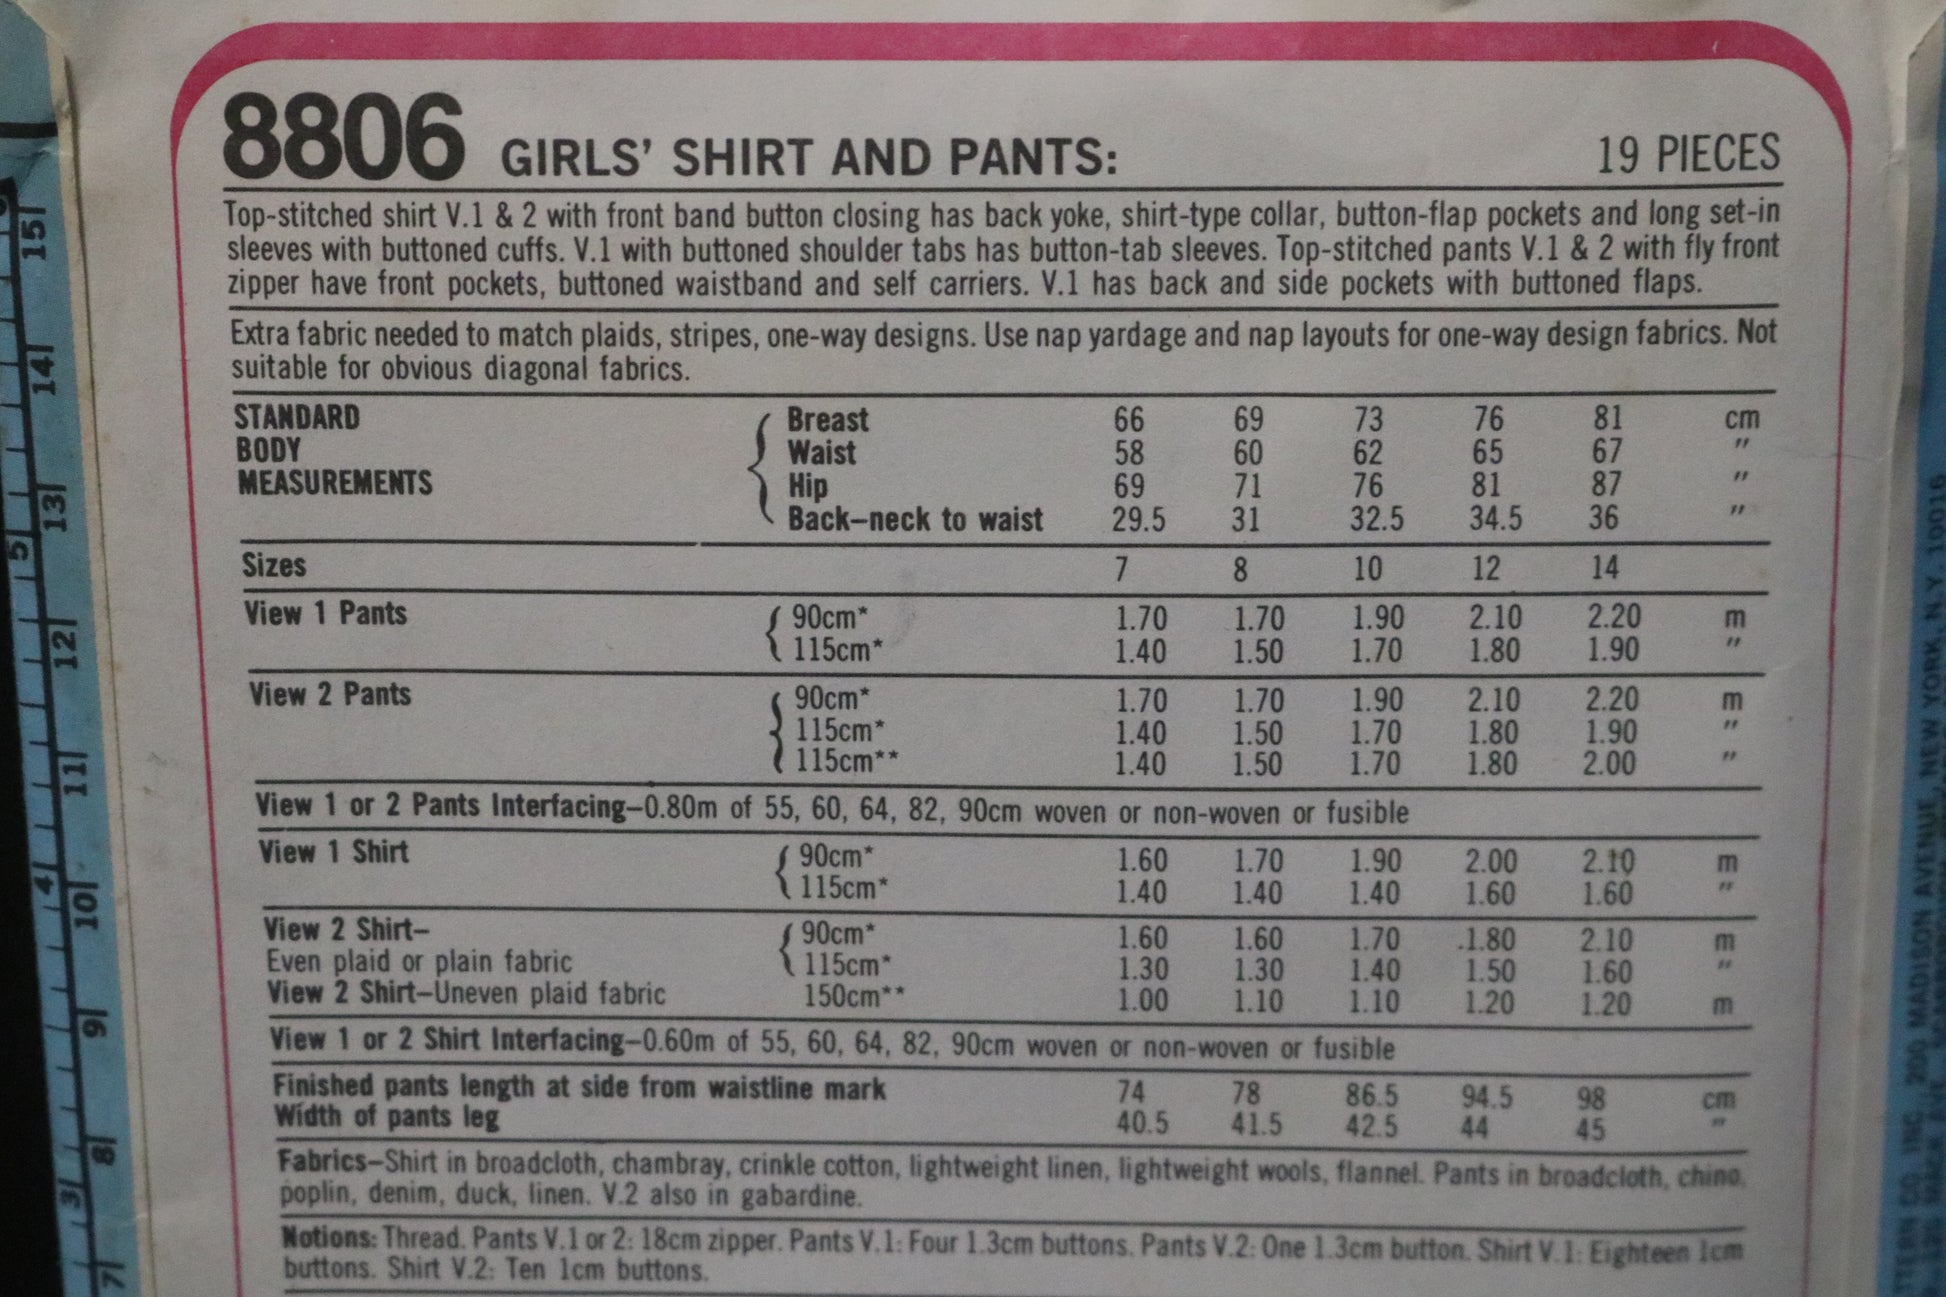 8806 GIRLS' SHIRT AND PANTS: 19 PIECES
Top-stitched shirt V.1 & 2 with front band button closing has back yoke, shirt-type collar, button-flap pockets and long set-in
sleeves with buttoned cuffs. V.1 with buttoned shoulder tabs has button-tab sleeves. Top-stitched pants V.1 & 2 with fly front
zipper have front pockets, buttoned waistband and self carriers. V.1 has back and side pockets with buttoned flaps.
Extra fabric needed to match plaids, stripes, one-way designs. Use nap yardage and nap layouts for one-way design fabrics. Not
suitable for obvious diagonal fabrics.
STANDARD Breast 66 69 73 76 81 cm
BODY Waist 58 60 62 65 67 "
MEASUREMENTS Hip 69 71 76 81 87 "
Back–neck to waist 29.5 31 32.5 34.5 36 "
Sizes 7 8 10 12 14
View 1 Pants 90cm* 1.70 1.70 1.90 2.10 2.20 m
115cm* 1.40 1.50 1.70 1.80 1.90 "
View 2 Pants 90cm* 1.70 1.70 1.90 2.10 2.20 m
115cm* 1.40 1.50 1.70 1.80 1.90 "
115cm** 1.40 1.50 1.70 1.80 2.00 "
View 1 or 2 Pants Interfacing–0.80m of 55, 60, 64, 82, 90cm woven or non-woven or fusible
View 1 Shirt 90cm* 1.60 1.70 1.90 2.00 2.10 m
115cm* 1.40 1.40 1.40 1.60 1.60 "
View 2 Shirt– 90cm* 1.60 1.60 1.70 1.80 2.10 m
Even plaid or plain fabric 115cm* 1.30 1.30 1.40 1.50 1.60 "
View 2 Shirt–Uneven plaid fabric 150cm** 1.00 1.10 1.10 1.20 1.20 m
View 1 or 2 Shirt Interfacing–0.60m of 55, 60, 64, 82, 90cm woven or non-woven or fusible
Finished pants length at side from waistline mark 74 78 86.5 94.5 98 cm
Width of pants leg 40.5 41.5 42.5 44 45 "
Fabrics–Shirt in broadcloth, chambray, crinkle cotton, lightweight linen, lightweight wools, flannel. Pants in broadcloth, chino,
poplin, denim, duck, linen. V.2 also in gabardine.
Notions: Thread. Pants V.1 or 2: 18cm zipper. Pants V.1: Four 1.3cm buttons. Pants V.2: One 1.3cm button. Shirt V.1: Eighteen 1cm
buttons. Shirt V.2: Ten 1cm buttons.
15
14
13
5
12
11
4
10
9
8
3
7
200 MADISON AVENUE, NEW YORK, N.Y. 10016